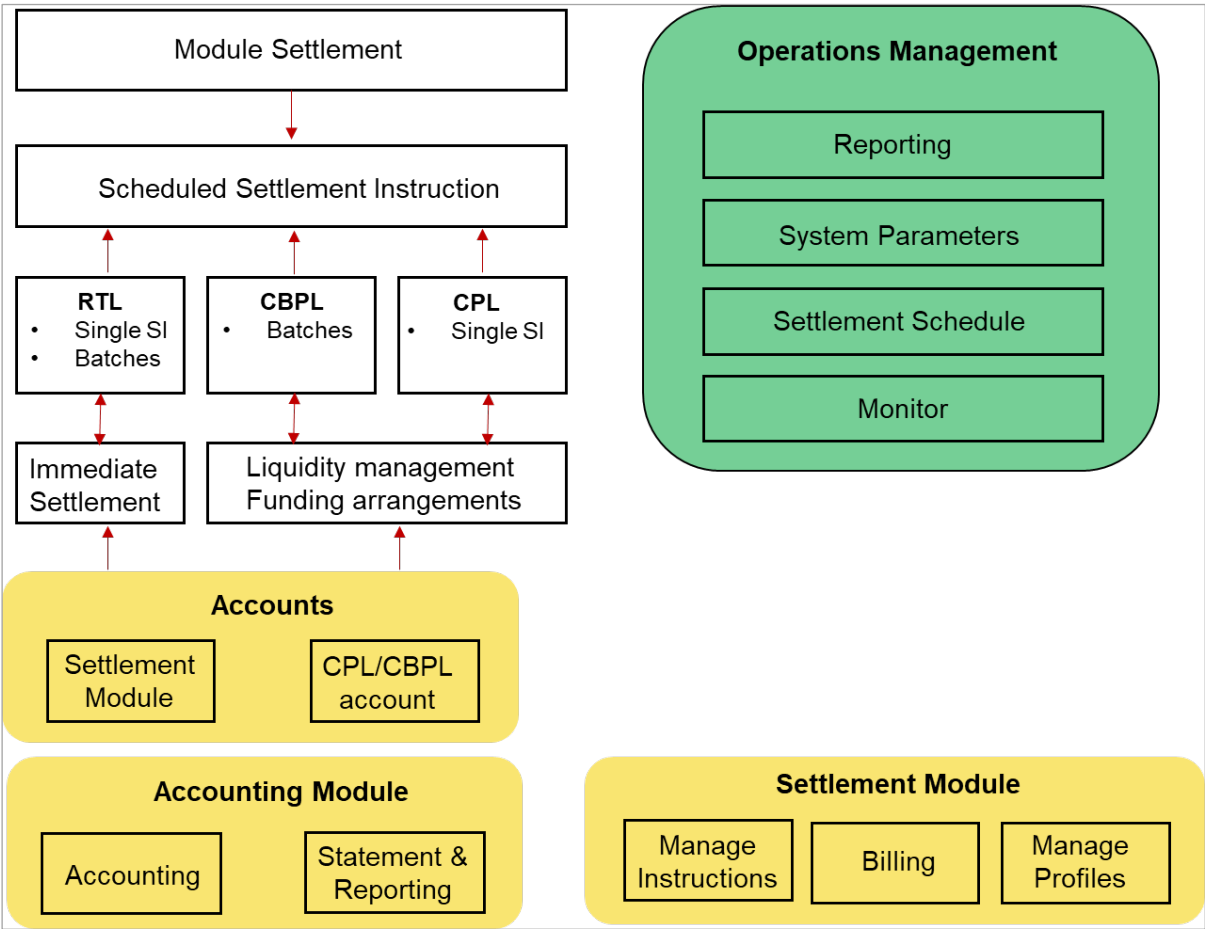 Module Settlement
Scheduled Settlement Instruction
RTL
• Single SI
• Batches
CBPL
• Batches
CPL
• Single SI
Immediate
Settlement
Liquidity management
Funding arrangements
Operations Management
Reporting
System Parameters
Settlement Schedule
Monitor
Accounts
Settlement
Module
CPL/CBPL
account
Accounting Module
Accounting
Statement &
Reporting
Settlement Module
Manage
Instructions
Billing
Manage
Profiles